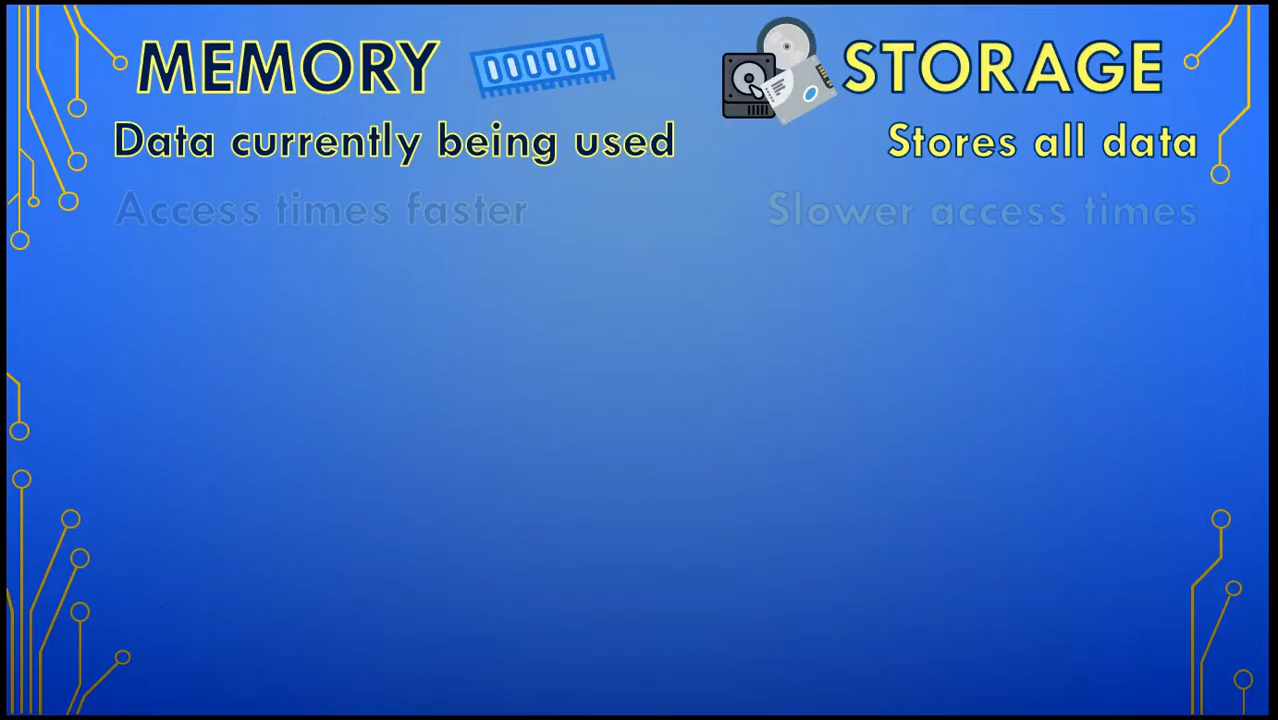 MEMORY
STORAGE
Data currently being used
Stores all data
Access times faster
Slower access times